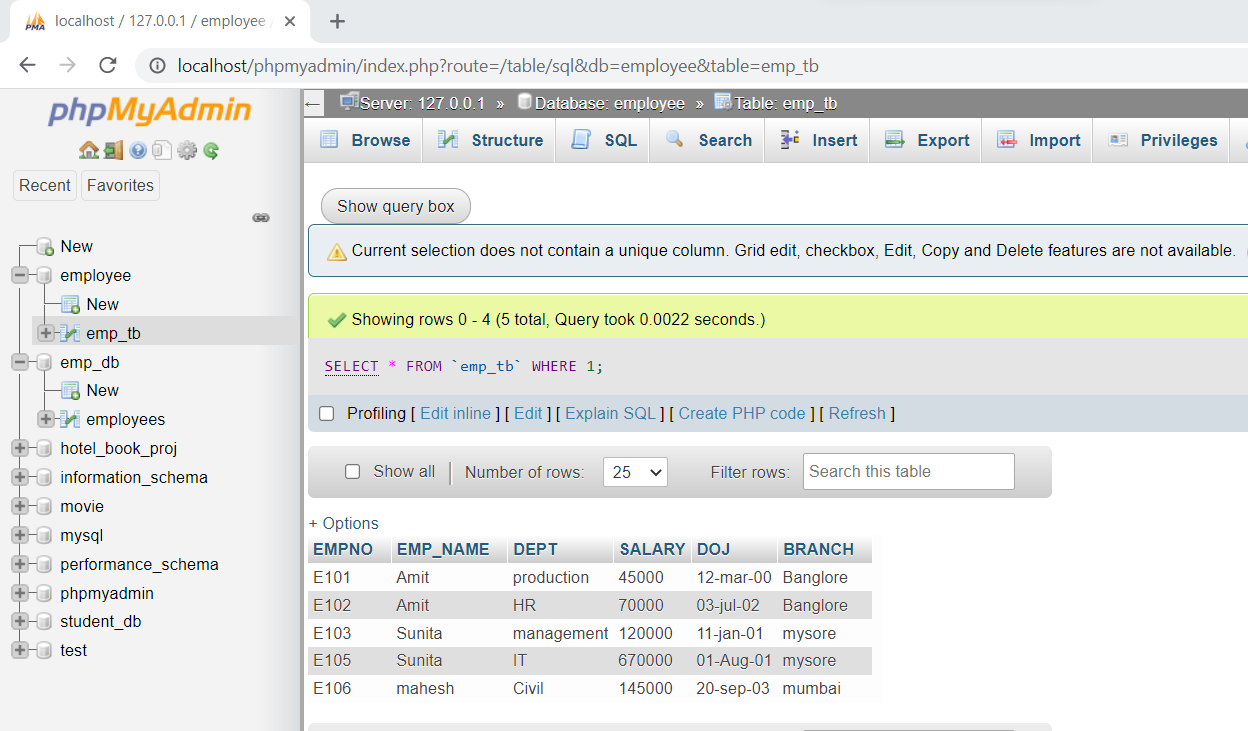 localhost / 127.0.0.1 / employee /
localhost/phpmyadmin/index.php?route=/table/sql&db=employee&table=emp_tb
phpMyAdmin
Recent Favorites
New
employee
New
emp_tb
emp_db
New
employees
hotel_book_proj
information_schema
movie
mysql
performance_schema
phpmyadmin
student_db
test
Server: 127.0.0.1 » Database: employee » Table: emp_tb
Browse Structure SQL Search Insert Export Import Privileges
Show query box
Current selection does not contain a unique column. Grid edit, checkbox, Edit, Copy and Delete features are not available.
Showing rows 0 - 4 (5 total, Query took 0.0022 seconds.)
SELECT * FROM `emp_tb` WHERE 1;
Profiling [ Edit inline ] [ Edit ] [ Explain SQL ] [ Create PHP code ] [ Refresh ]
Show all | Number of rows: 25 Filter rows: Search this table
+ Options
EMPNO EMP_NAME DEPT SALARY DOJ BRANCH
E101 Amit production 45000 12-mar-00 Banglore
E102 Amit HR 70000 03-jul-02 Banglore
E103 Sunita management 120000 11-jan-01 mysore
E105 Sunita IT 670000 01-Aug-01 mysore
E106 mahesh Civil 145000 20-sep-03 mumbai